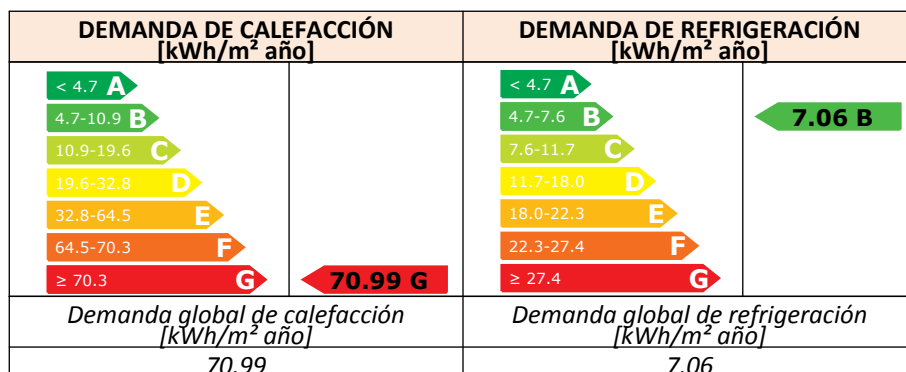 DEMANDA DE CALEFACCIÓN
[kWh/m² año]
DEMANDA DE REFRIGERACIÓN
[kWh/m² año]
< 4.7 A
4.7-10.9 B
10.9-19.6 C
19.6-32.8 D
32.8-64.5 E
64.5-70.3 F
≥ 70.3 G
70.99 G
< 4.7 A
4.7-7.6 B
7.6-11.7 C
11.7-18.0 D
18.0-22.3 E
22.3-27.4 F
≥ 27.4 G
7.06 B
Demanda global de calefacción
[kWh/m² año]
Demanda global de refrigeración
[kWh/m² año]
70.99
7.06